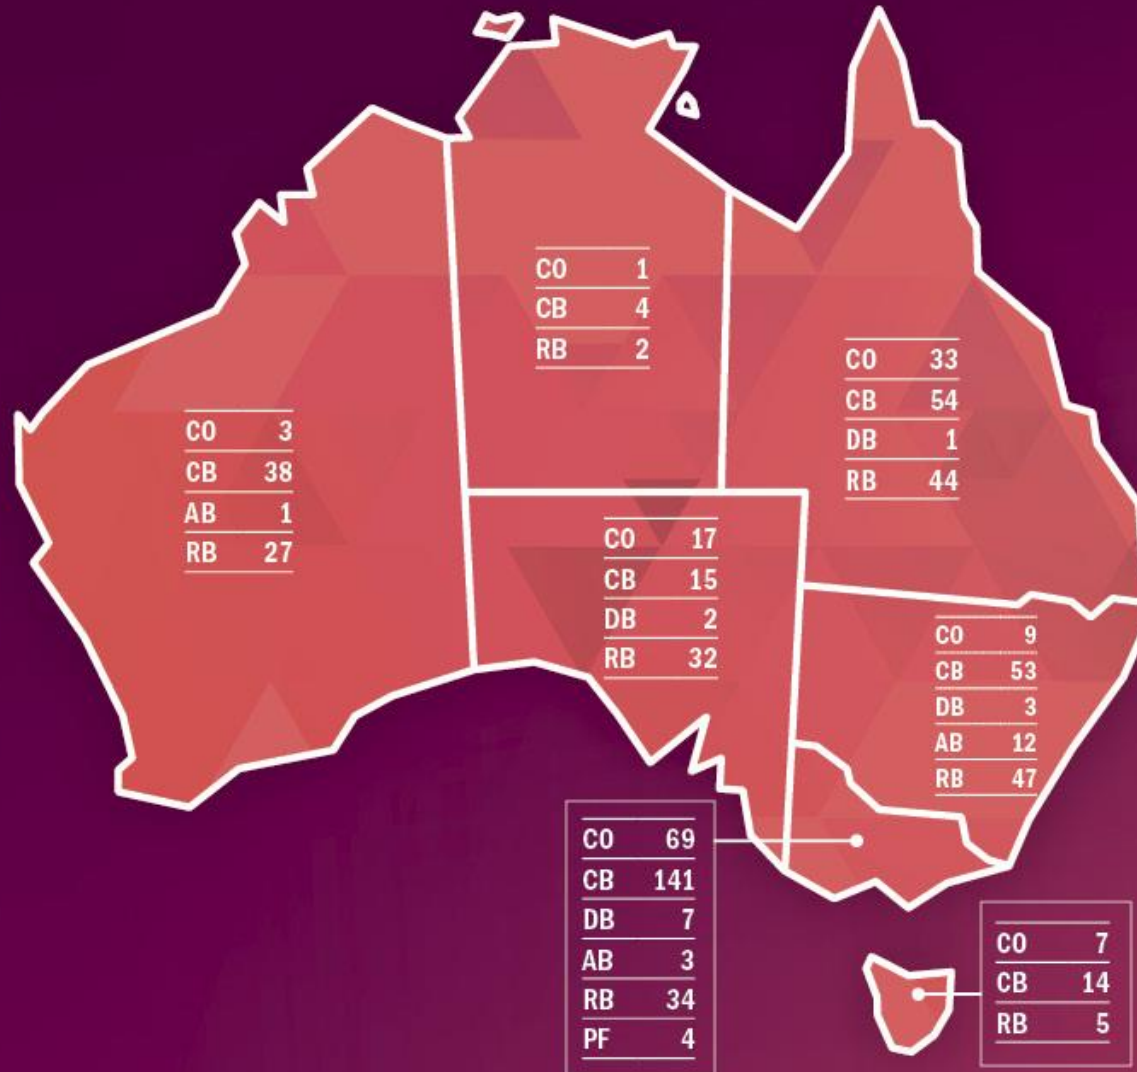 CO 1
CB 4
RB 2
CO 33
CB 54
DB 1
RB 44
CO 3
CB 38
AB 1
RB 27
CO 17
CB 15
DB 2
RB 32
CO 9
CB 53
DB 3
AB 12
RB 47
CO 69
CB 141
DB 7
AB 3
RB 34
PF 4
CO 7
CB 14
RB 5